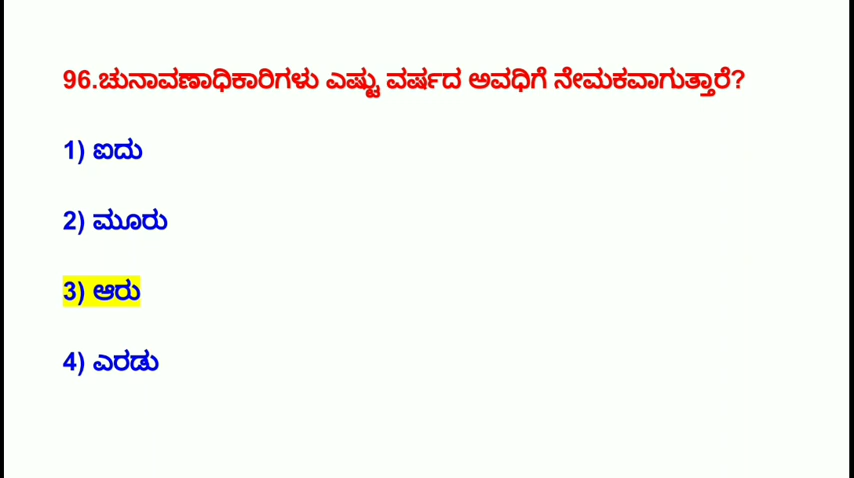 96.ಚುನಾವಣಾಧಿಕಾರಿಗಳು ಎಷ್ಟು ವರ್ಷದ ಅವಧಿಗೆ ನೇಮಕವಾಗುತ್ತಾರೆ?
1) ಐದು
2) ಮೂರು
3) ಆರು
4) ಎರಡು